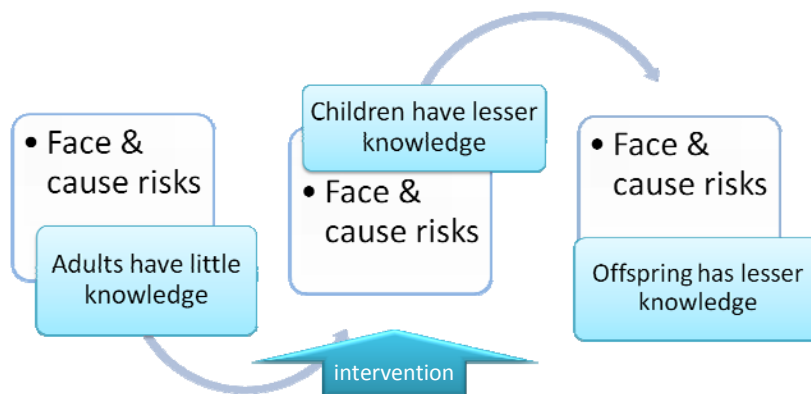 • Face &
cause risks
Adults have little
knowledge
Children have lesser
knowledge
• Face &
cause risks
• Face &
cause risks
Offspring has lesser
knowledge
intervention